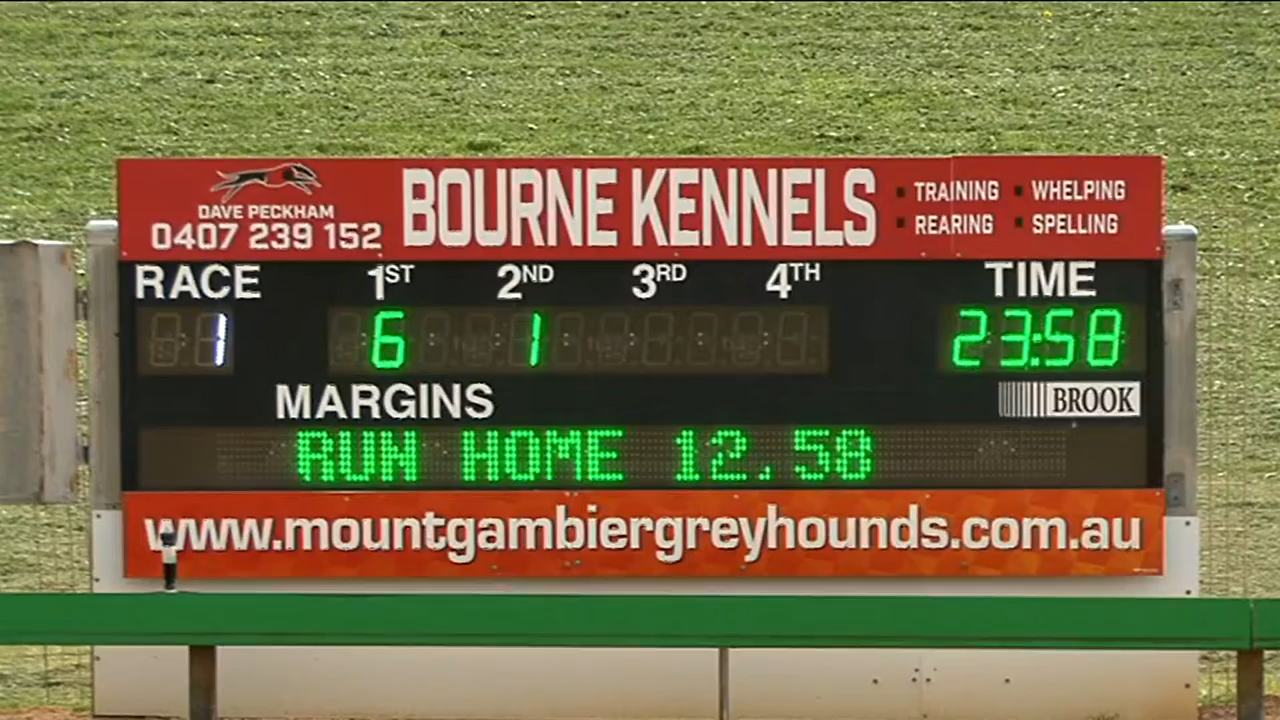 DAVE PECKHAM
0407 239 152
BOURNE KENNELS
TRAINING
WHELPING
REARING
SPELLING
RACE 1ST 2ND 3RD 4TH TIME
1 6 1 23:58
MARGINS
BROOK
RUN HOME 12.58
www.mountgambiergreyhounds.com.au